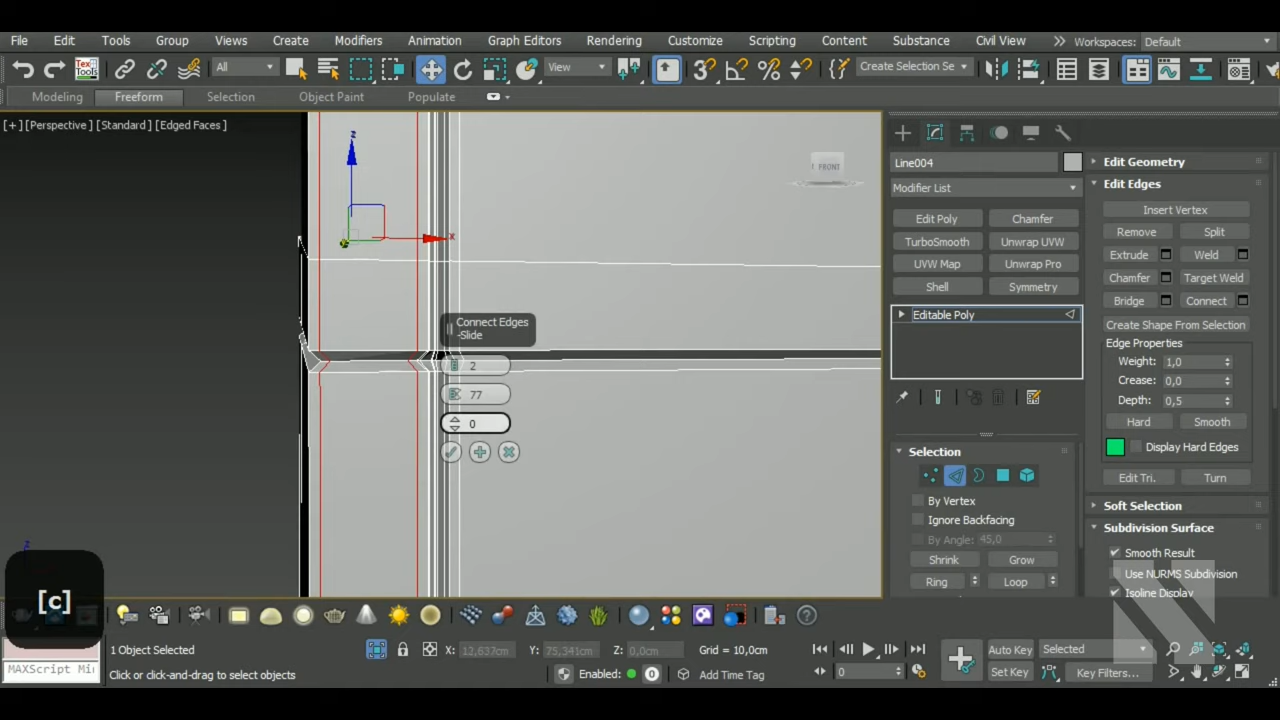 File Edit Tools Group Views Create Modifiers Animation Graph Editors Rendering Customize Scripting Content Substance Civil View Workspaces: Default
Tex Tools All View Create Selection Se
Modeling Freeform Selection Object Paint Populate
[+] [Perspective ] [Standard ] [Edged Faces ]
FRONT
z
x
Connect Edges
-Slide
2
77
0
z
[c]
Line004
Modifier List
Edit Poly Chamfer
TurboSmooth Unwrap UVW
UVW Map Unwrap Pro
Shell Symmetry
Editable Poly
Selection
By Vertex
Ignore Backfacing
By Angle: 45,0
Shrink Grow
Ring Loop
Edit Geometry
Edit Edges
Insert Vertex
Remove Split
Extrude Weld
Chamfer Target Weld
Bridge Connect
Create Shape From Selection
Edge Properties
Weight: 1,0
Crease: 0,0
Depth: 0,5
Hard Smooth
Display Hard Edges
Edit Tri. Turn
Soft Selection
Subdivision Surface
Smooth Result
Use NURMS Subdivision
Isoline Display
1 Object Selected X: 12,637cm Y: 75,341cm Z: 0,0cm Grid = 10,0cm Auto Key Selected
MAXScript Min Click or click-and-drag to select objects Enabled: 0 Add Time Tag 0 Set Key Key Filters...